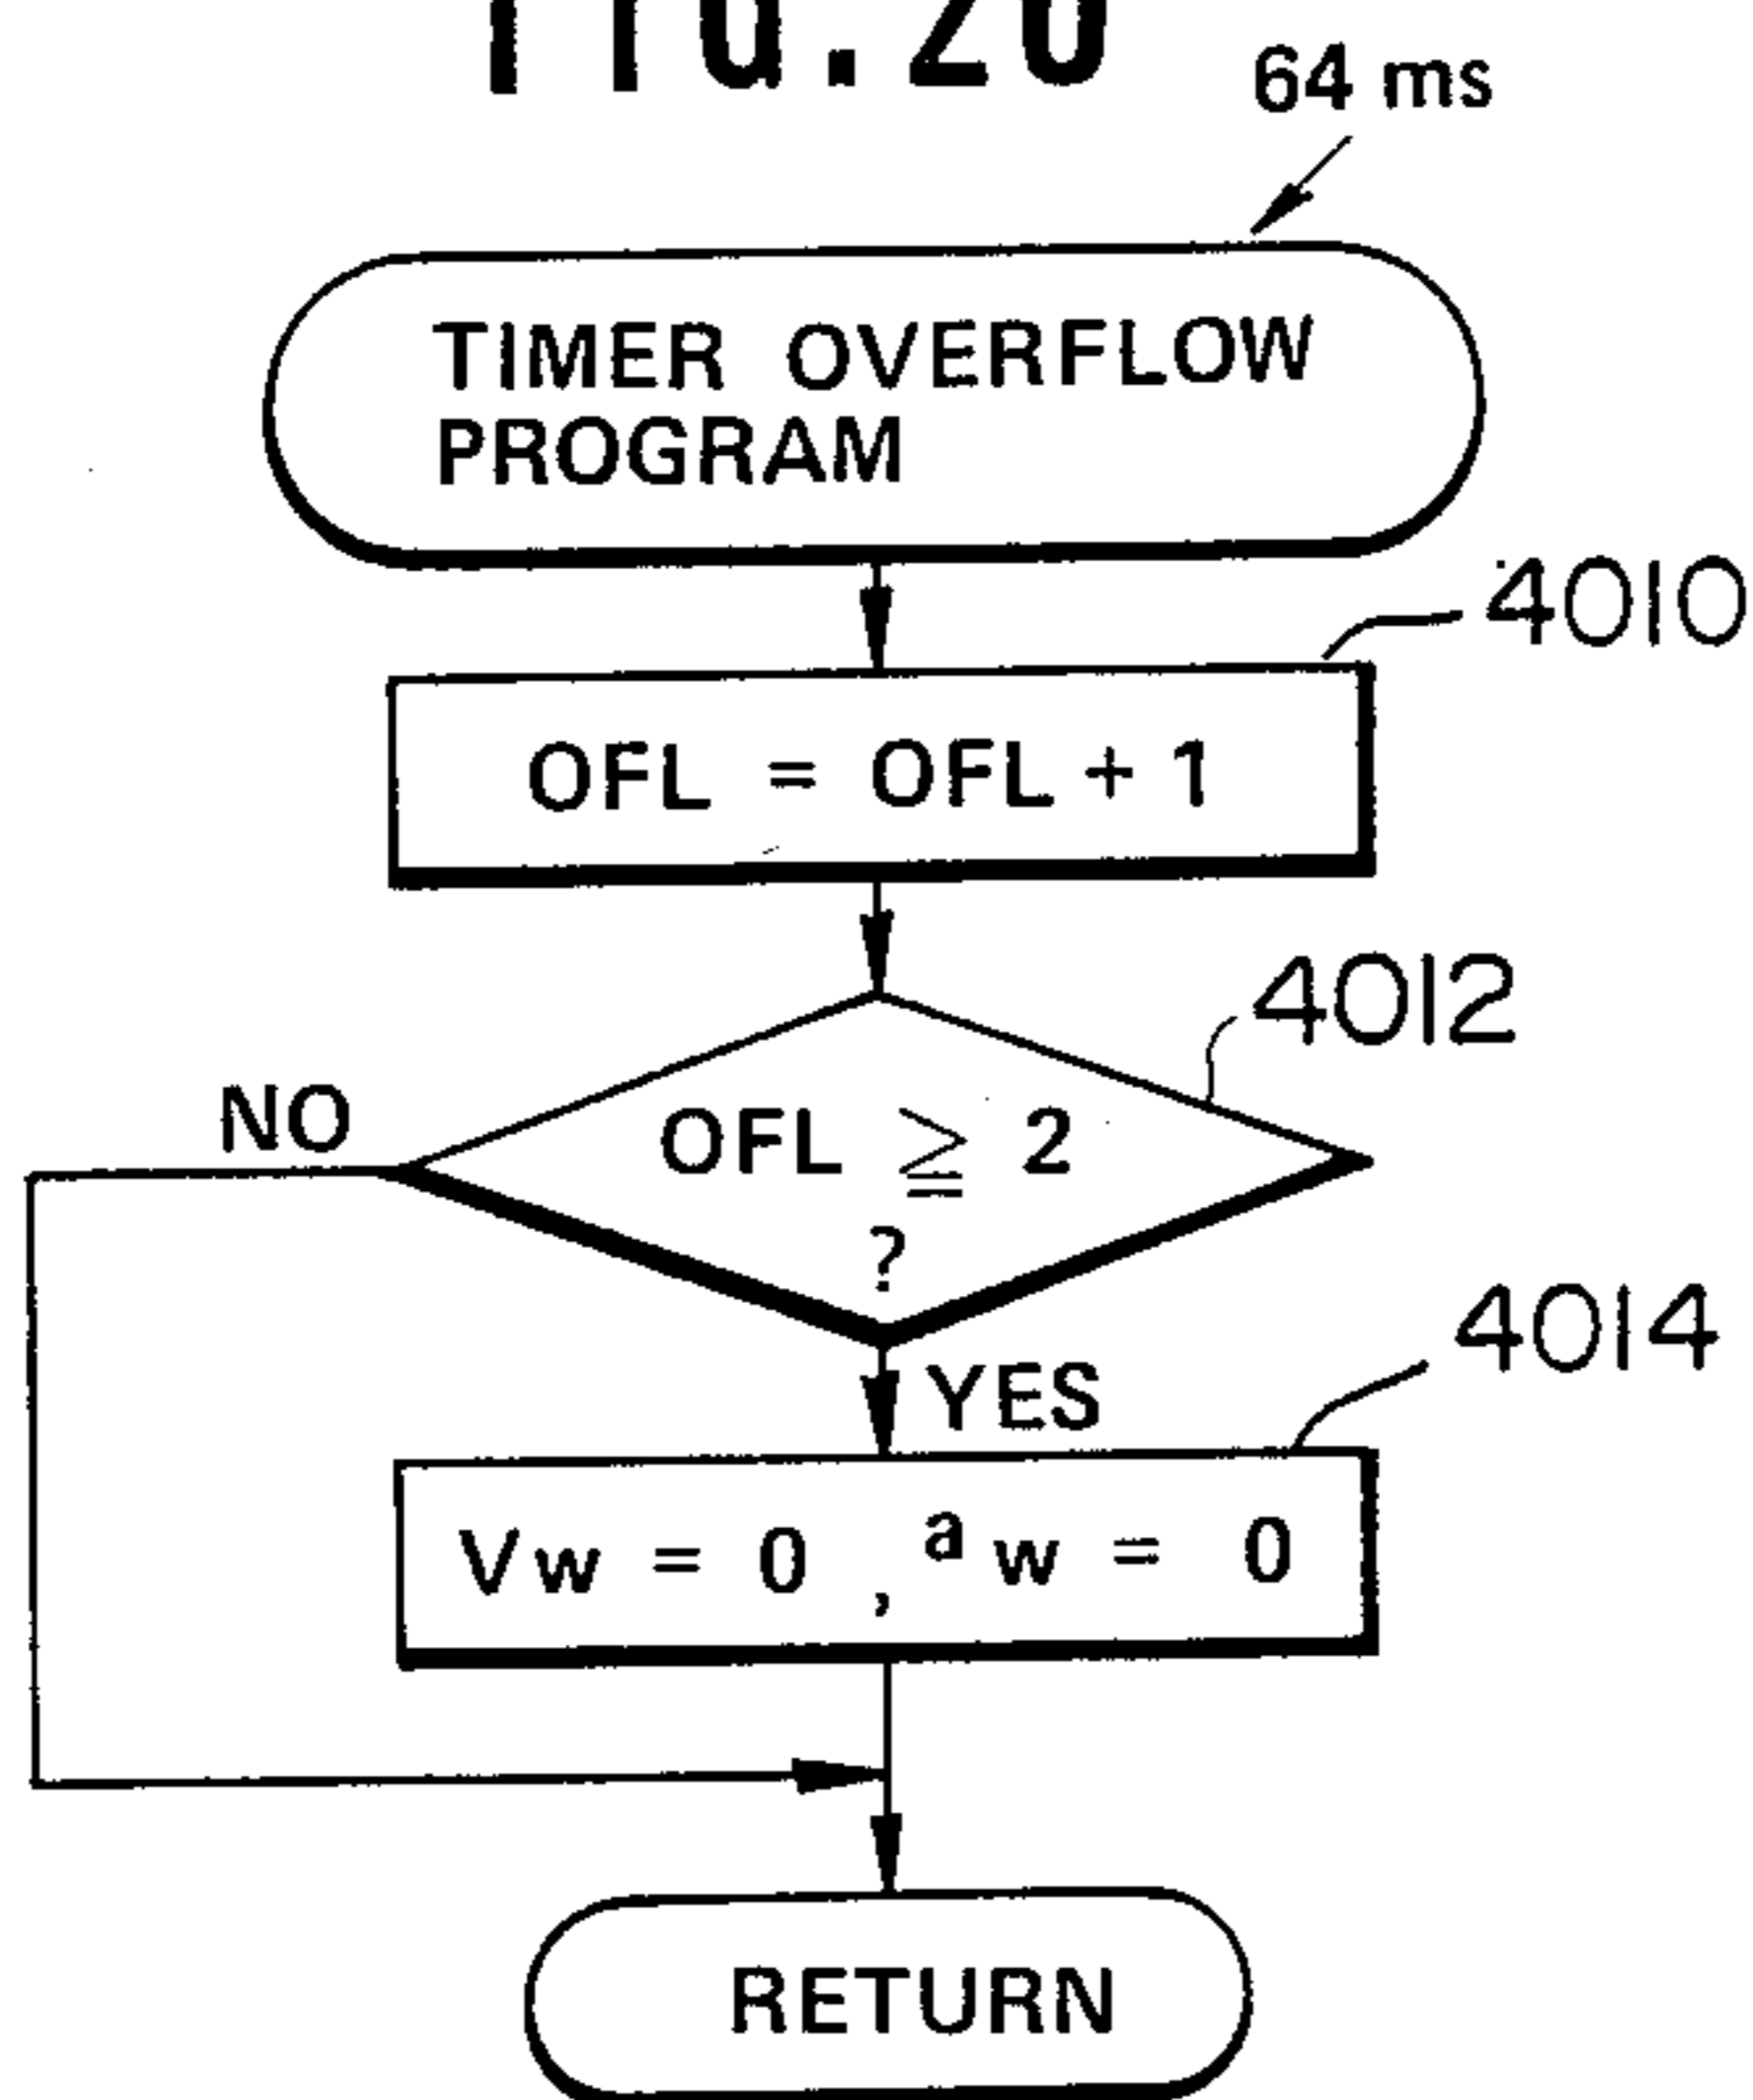 64 ms
TIMER OVERFLOW
PROGRAM
4010
OFL = OFL + 1
4012
NO
OFL ≧ 2
?
4014
YES
Vw = 0 , aw = 0
RETURN